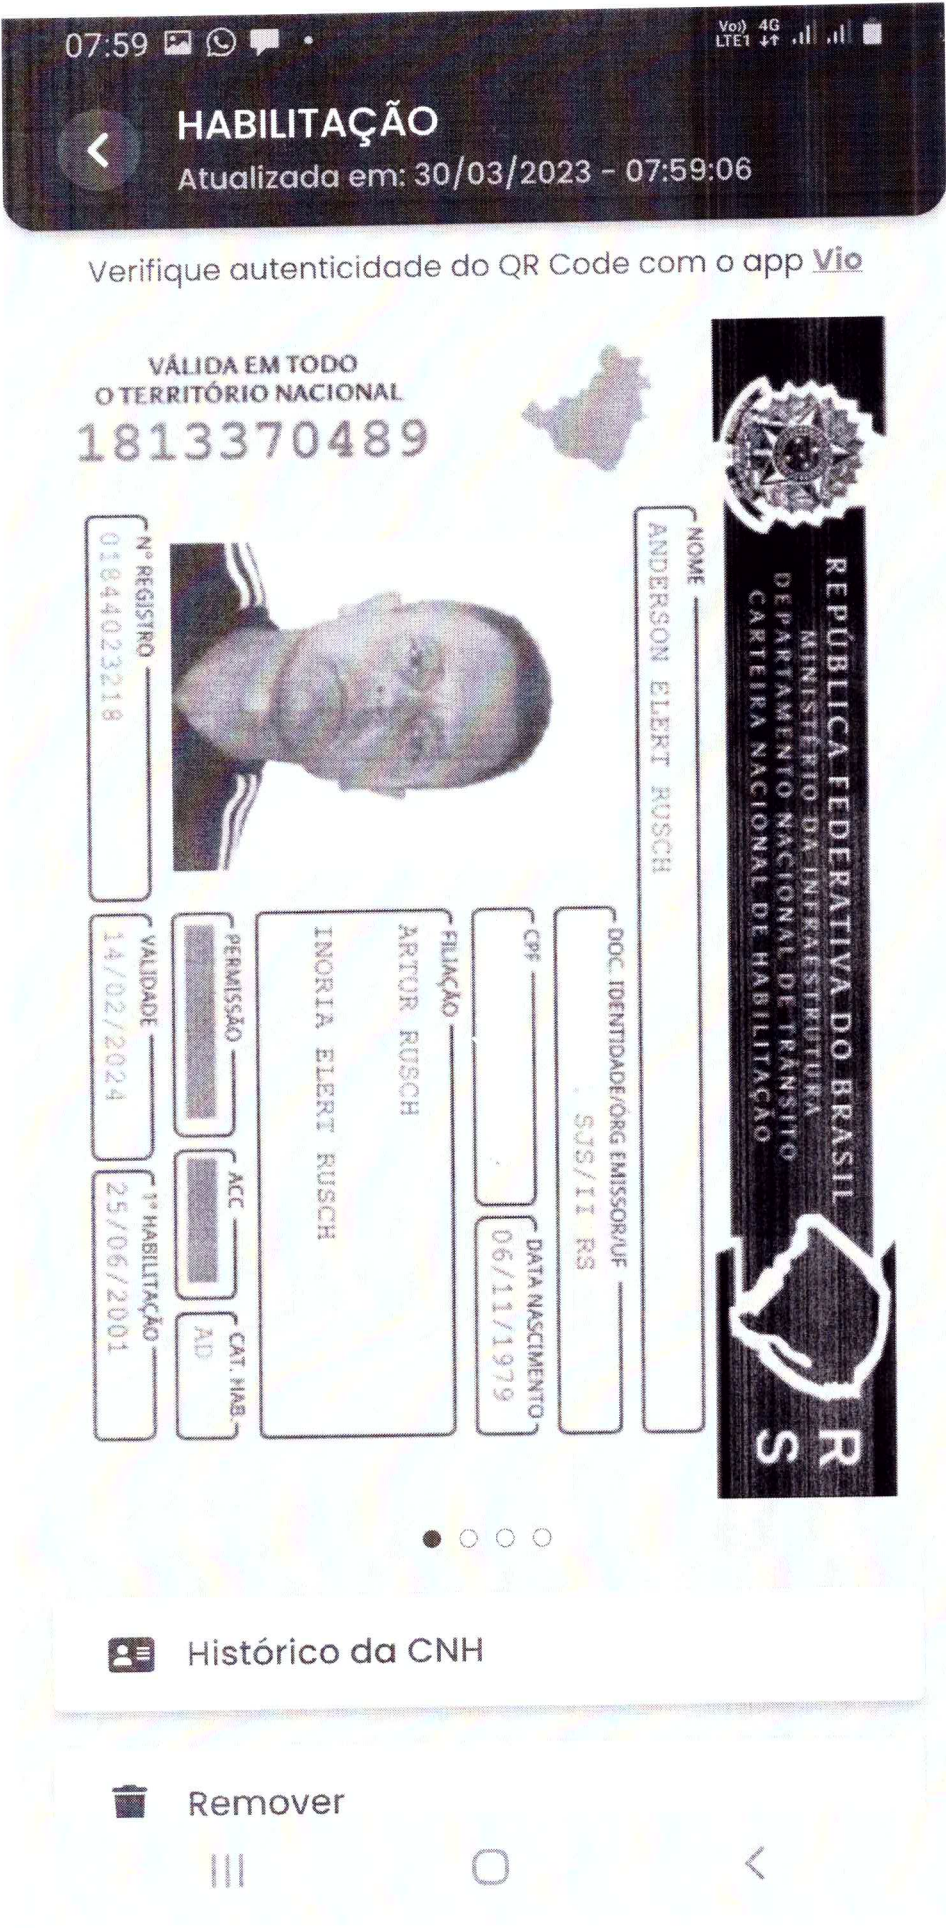 07:59
Vo)) 4G
LTE1
HABILITAÇÃO
Atualizada em: 30/03/2023 - 07:59:06
Verifique autenticidade do QR Code com o app Vio
REPÚBLICA FEDERATIVA DO BRASIL
MINISTÉRIO DA INFRAESTRUTURA
DEPARTAMENTO NACIONAL DE TRÂNSITO
CARTEIRA NACIONAL DE HABILITAÇÃO
R
S
VÁLIDA EM TODO
O TERRITÓRIO NACIONAL
1813370489
NOME
ANDERSON ELERT RUSCH
DOC. IDENTIDADE/ÓRG EMISSOR/UF
SJS/II RS
CPF
DATA NASCIMENTO
06/11/1979
FILIAÇÃO
ARTOR RUSCH
INORIA ELERT RUSCH
PERMISSÃO
ACC
CAT. HAB.
AD
Nº REGISTRO
01844023218
VALIDADE
14/02/2024
1ª HABILITAÇÃO
25/06/2001
Histórico da CNH
Remover